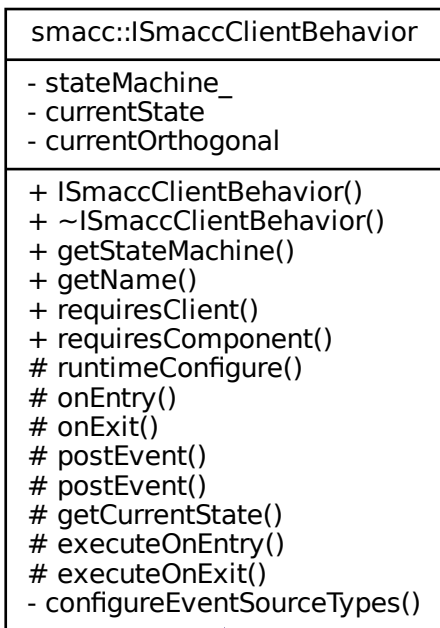 smacc::ISmaccClientBehavior
- stateMachine_
- currentState
- currentOrthogonal
+ ISmaccClientBehavior()
+ ~ISmaccClientBehavior()
+ getStateMachine()
+ getName()
+ requiresClient()
+ requiresComponent()
# runtimeConfigure()
# onEntry()
# onExit()
# postEvent()
# postEvent()
# getCurrentState()
# executeOnEntry()
# executeOnExit()
- configureEventSourceTypes()